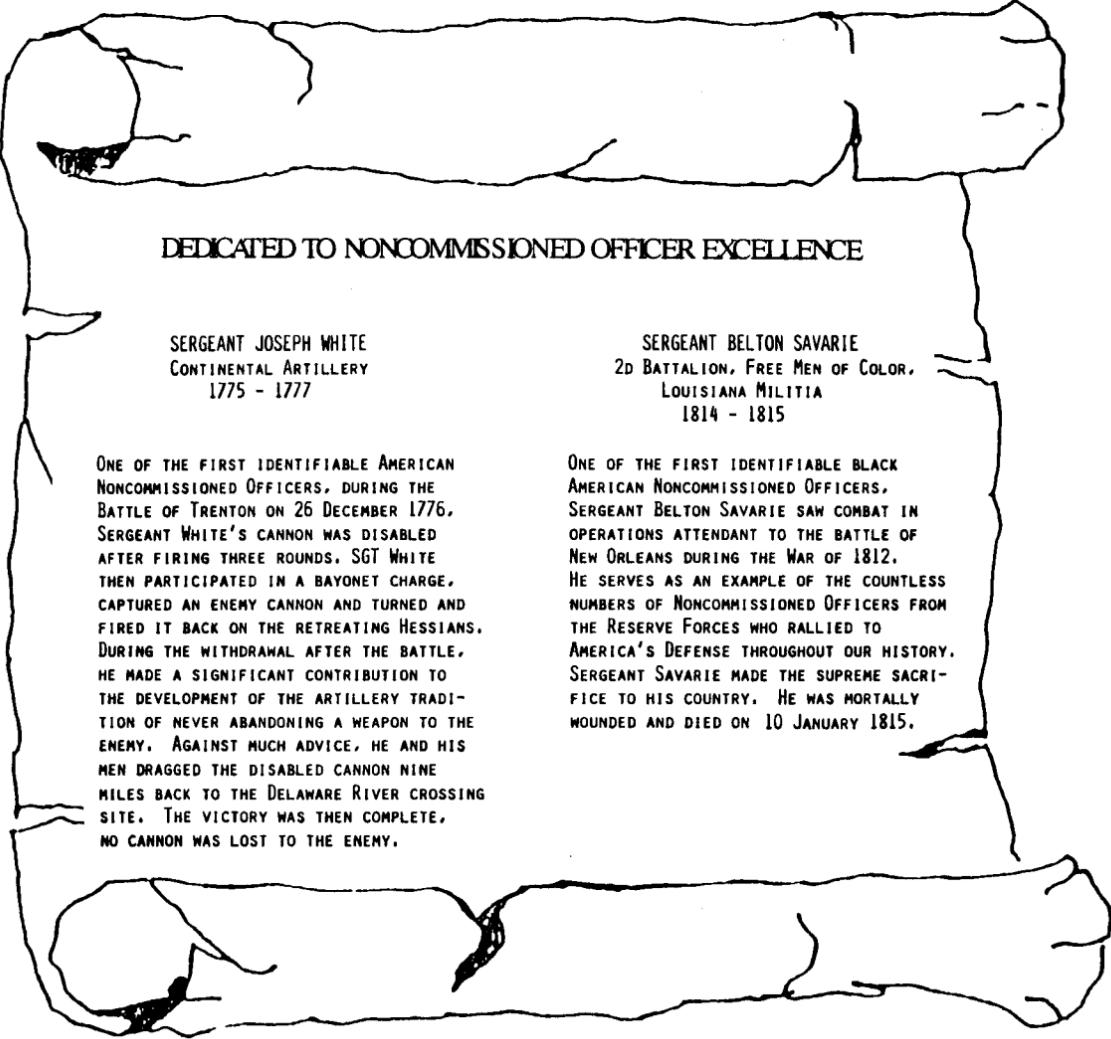 DEDICATED TO NONCOMMISSIONED OFFICER EXCELLENCE
SERGEANT JOSEPH WHITE
CONTINENTAL ARTILLERY
1775 - 1777
ONE OF THE FIRST IDENTIFIABLE AMERICAN
NONCOMMISSIONED OFFICERS, DURING THE
BATTLE OF TRENTON ON 26 DECEMBER 1776,
SERGEANT WHITE'S CANNON WAS DISABLED
AFTER FIRING THREE ROUNDS. SGT WHITE
THEN PARTICIPATED IN A BAYONET CHARGE,
CAPTURED AN ENEMY CANNON AND TURNED AND
FIRED IT BACK ON THE RETREATING HESSIANS.
DURING THE WITHDRAWAL AFTER THE BATTLE,
HE MADE A SIGNIFICANT CONTRIBUTION TO
THE DEVELOPMENT OF THE ARTILLERY TRADI-
TION OF NEVER ABANDONING A WEAPON TO THE
ENEMY. AGAINST MUCH ADVICE, HE AND HIS
MEN DRAGGED THE DISABLED CANNON NINE
MILES BACK TO THE DELAWARE RIVER CROSSING
SITE. THE VICTORY WAS THEN COMPLETE,
NO CANNON WAS LOST TO THE ENEMY.
SERGEANT BELTON SAVARIE
2D BATTALION, FREE MEN OF COLOR,
LOUISIANA MILITIA
1814 - 1815
ONE OF THE FIRST IDENTIFIABLE BLACK
AMERICAN NONCOMMISSIONED OFFICERS,
SERGEANT BELTON SAVARIE SAW COMBAT IN
OPERATIONS ATTENDANT TO THE BATTLE OF
NEW ORLEANS DURING THE WAR OF 1812.
HE SERVES AS AN EXAMPLE OF THE COUNTLESS
NUMBERS OF NONCOMMISSIONED OFFICERS FROM
THE RESERVE FORCES WHO RALLIED TO
AMERICA'S DEFENSE THROUGHOUT OUR HISTORY.
SERGEANT SAVARIE MADE THE SUPREME SACRI-
FICE TO HIS COUNTRY. HE WAS MORTALLY
WOUNDED AND DIED ON 10 JANUARY 1815.